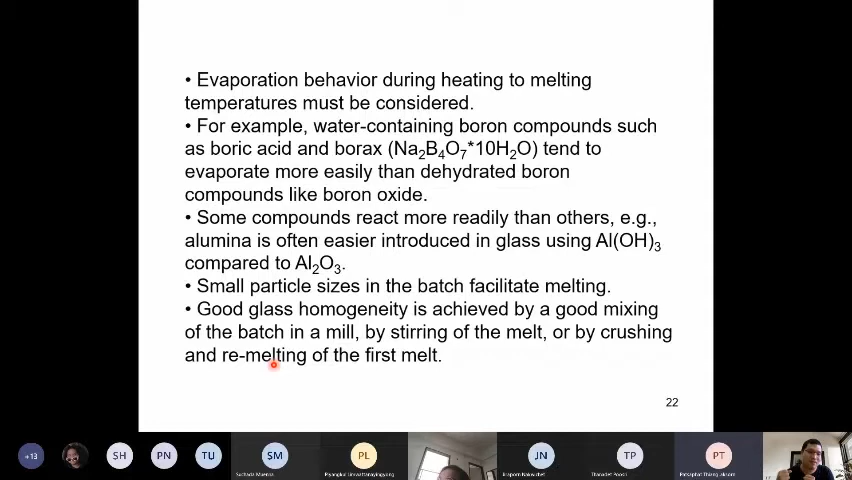 • Evaporation behavior during heating to melting
temperatures must be considered.
• For example, water-containing boron compounds such
as boric acid and borax (Na₂B₄O₇*10H₂O) tend to
evaporate more easily than dehydrated boron
compounds like boron oxide.
• Some compounds react more readily than others, e.g.,
alumina is often easier introduced in glass using Al(OH)₃
compared to Al₂O₃.
• Small particle sizes in the batch facilitate melting.
• Good glass homogeneity is achieved by a good mixing
of the batch in a mill, by stirring of the melt, or by crushing
and re-melting of the first melt.
22
+13 SH PN TU SM PL JN TP PT
Suchada